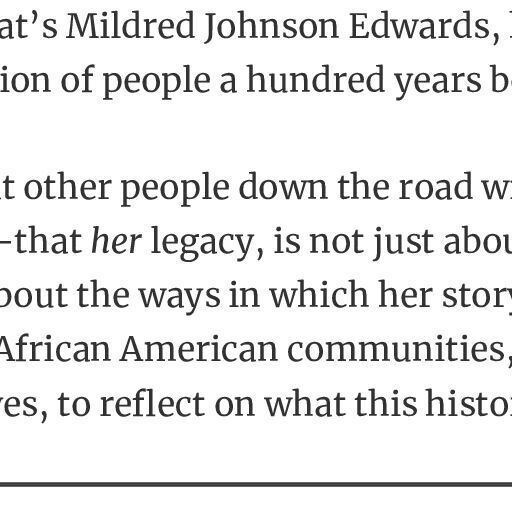 at’s Mildred Johnson Edwards,
ion of people a hundred years b
t other people down the road w
–that her legacy, is not just abou
bout the ways in which her story
African American communities,
es, to reflect on what this histo